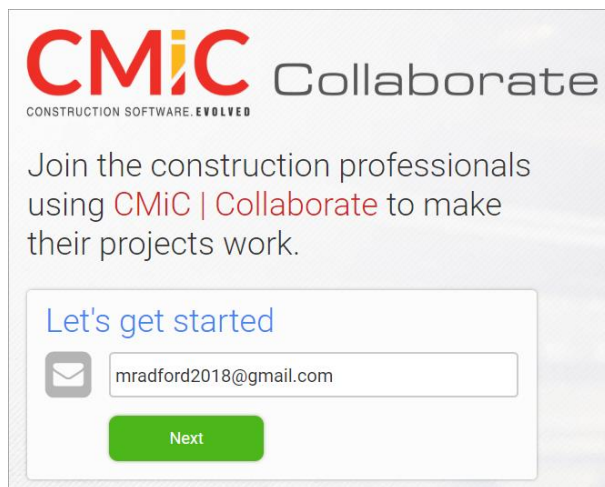 CMiC Collaborate
CONSTRUCTION SOFTWARE. EVOLVED
Join the construction professionals
using CMiC | Collaborate to make
their projects work.
Let's get started
mradford2018@gmail.com
Next